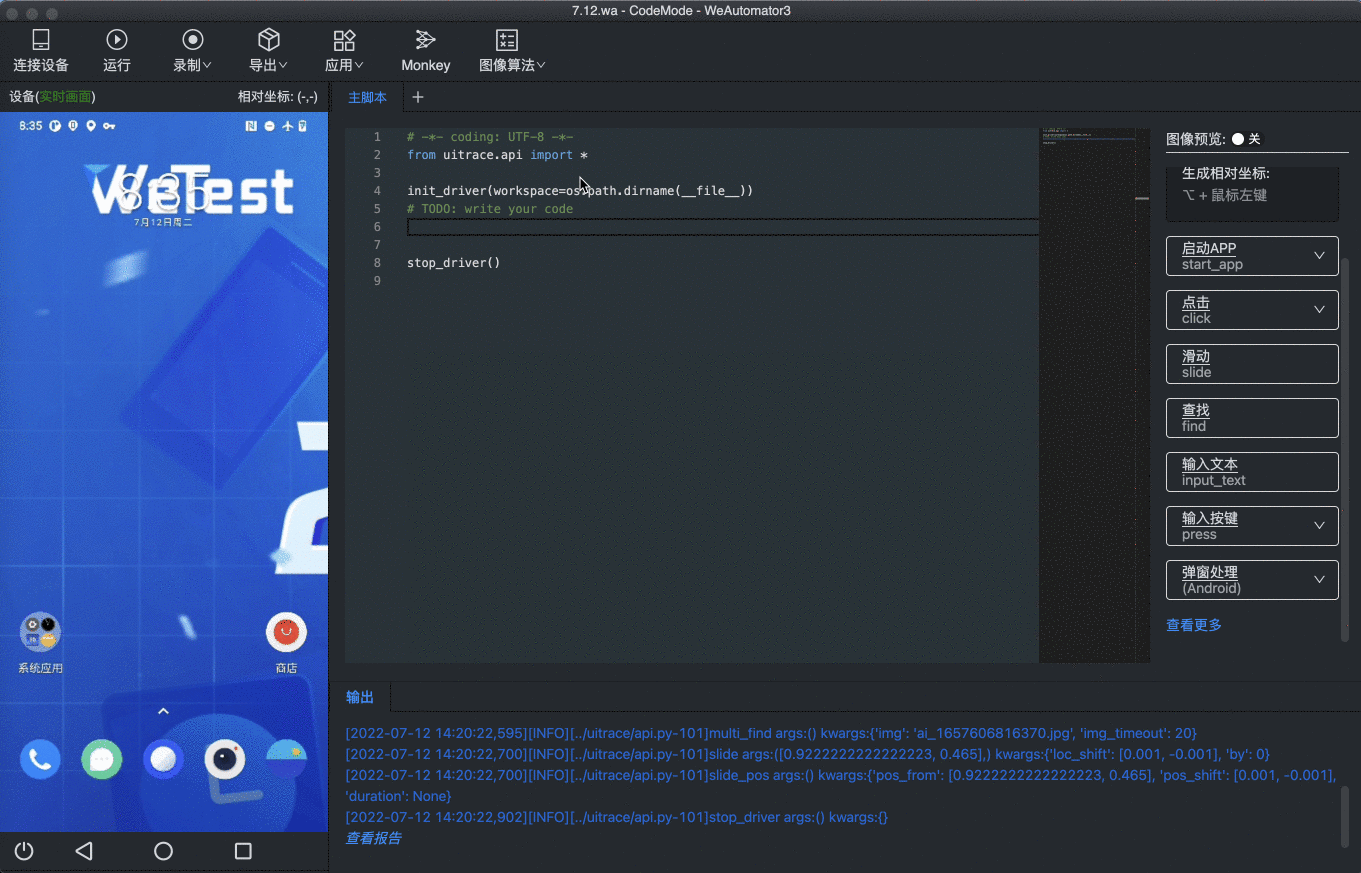 7.12.wa - CodeMode - WeAutomator3
连接设备
运行
录制
导出
应用
Monkey
图像算法
设备(实时画面)
相对坐标: (-,-)
主脚本
8:35
WeTest
8:35
7月12日周二
系统应用
商店
1 # -*- coding: UTF-8 -*-
2 from uitrace.api import *
3
4 init_driver(workspace=os.path.dirname(__file__))
5 # TODO: write your code
6
7
8 stop_driver()
9
图像预览: 关
生成相对坐标:
⌥ + 鼠标左键
启动APP
start_app
点击
click
滑动
slide
查找
find
输入文本
input_text
输入按键
press
弹窗处理
(Android)
查看更多
输出
[2022-07-12 14:20:22,595][INFO][../uitrace/api.py-101]multi_find args:() kwargs:{'img': 'ai_1657606816370.jpg', 'img_timeout': 20}
[2022-07-12 14:20:22,700][INFO][../uitrace/api.py-101]slide args:([0.9222222222222223, 0.465],) kwargs:{'loc_shift': [0.001, -0.001], 'by': 0}
[2022-07-12 14:20:22,700][INFO][../uitrace/api.py-101]slide_pos args:() kwargs:{'pos_from': [0.9222222222222223, 0.465], 'pos_shift': [0.001, -0.001],
'duration': None}
[2022-07-12 14:20:22,902][INFO][../uitrace/api.py-101]stop_driver args:() kwargs:{}
查看报告